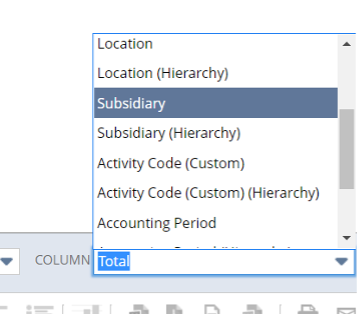 Location
Location (Hierarchy)
Subsidiary
Subsidiary (Hierarchy)
Activity Code (Custom)
Activity Code (Custom) (Hierarchy)
Accounting Period
COLUMN Total